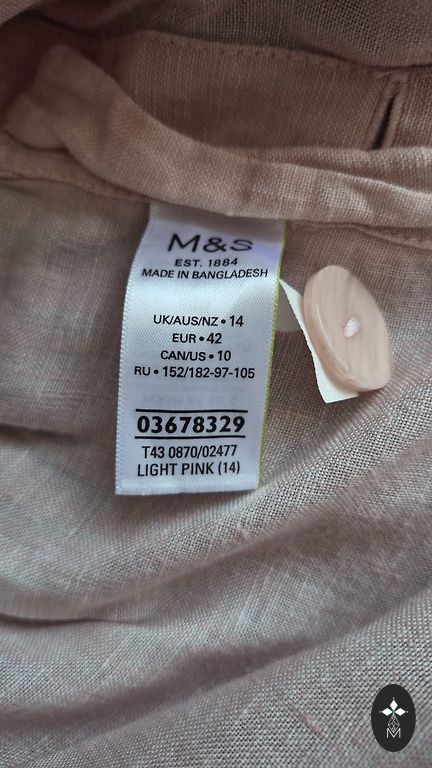 M&S
EST. 1884
MADE IN BANGLADESH
UK/AUS/NZ • 14
EUR • 42
CAN/US • 10
RU • 152/182-97-105
03678329
T43 0870/02477
LIGHT PINK (14)
M